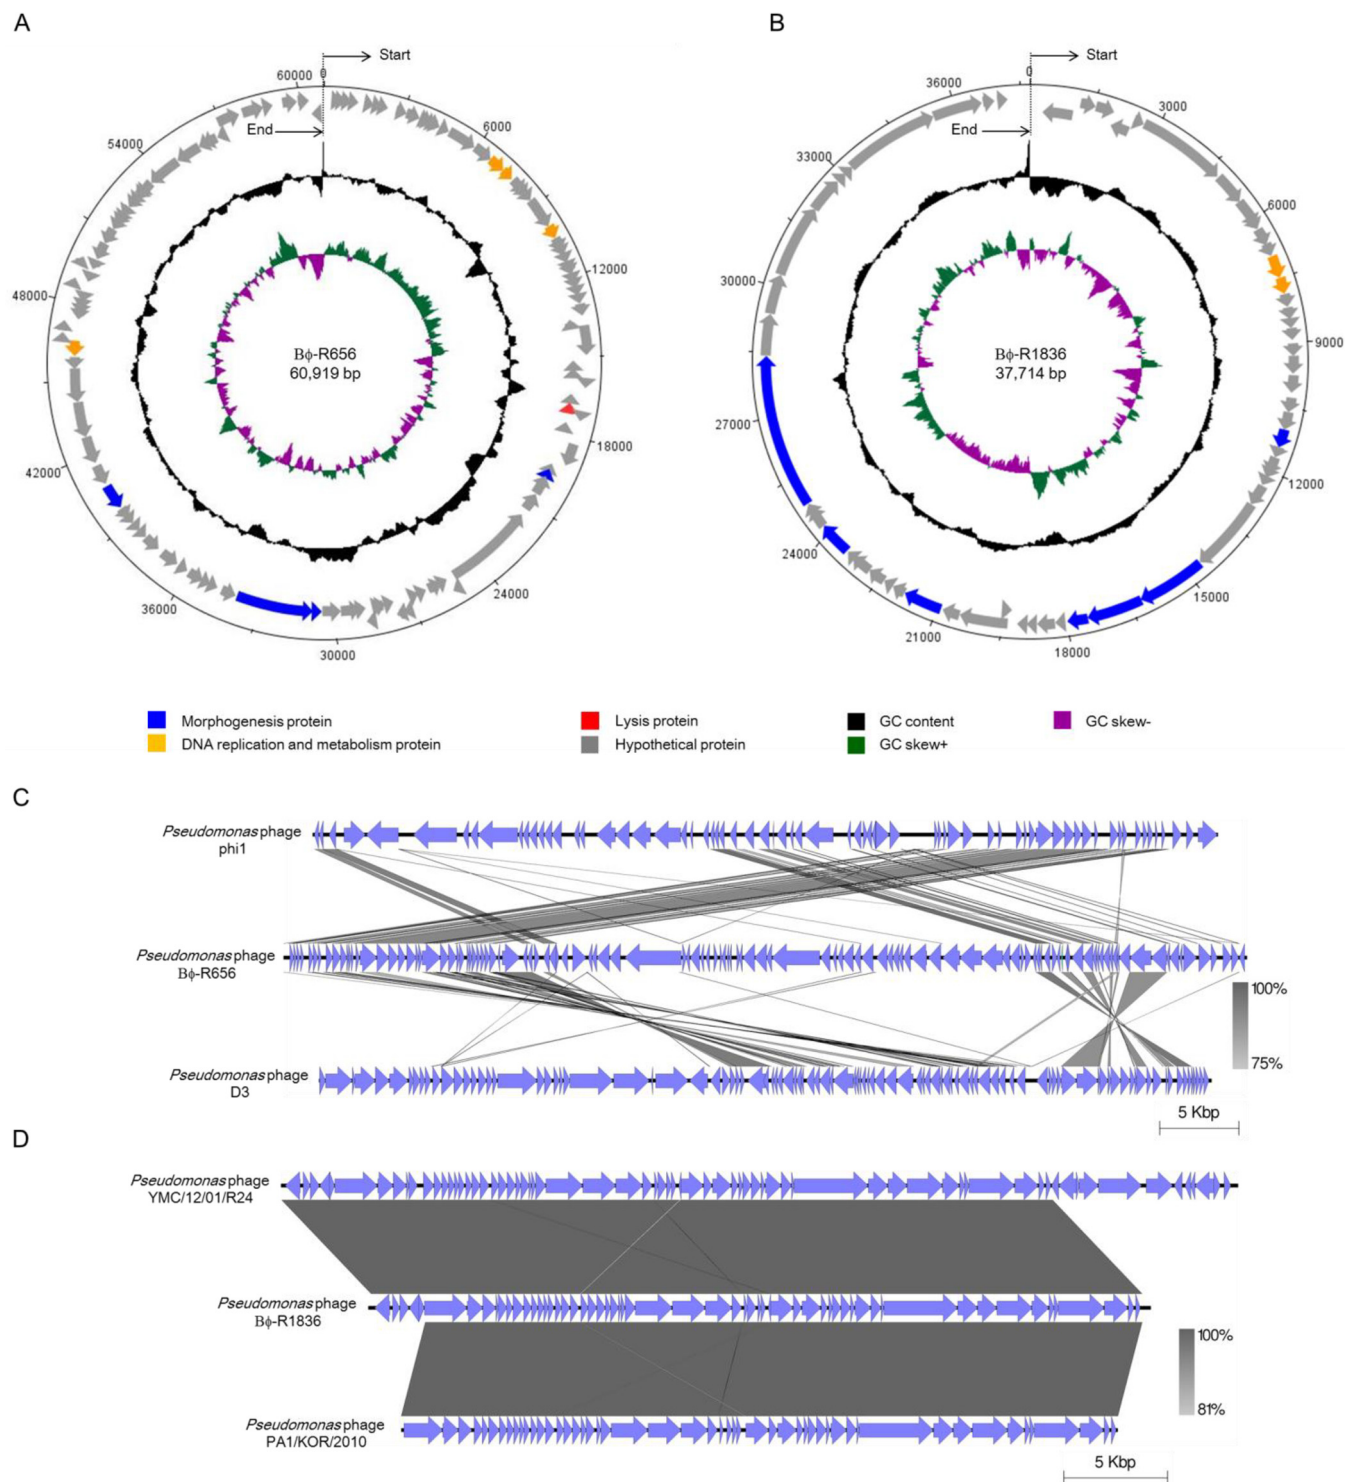 A
B
Start
End
0
6000
12000
18000
24000
30000
36000
42000
48000
54000
60000
Bϕ-R656
60,919 bp
Start
End
0
3000
6000
9000
12000
15000
18000
21000
24000
27000
30000
33000
36000
Bϕ-R1836
37,714 bp
Morphogenesis protein
DNA replication and metabolism protein
Lysis protein
Hypothetical protein
GC content
GC skew+
GC skew-
C
Pseudomonas phage
phi1
Pseudomonas phage
Bϕ-R656
Pseudomonas phage
D3
100%
75%
5 Kbp
D
Pseudomonas phage
YMC/12/01/R24
Pseudomonas phage
Bϕ-R1836
Pseudomonas phage
PA1/KOR/2010
100%
81%
5 Kbp